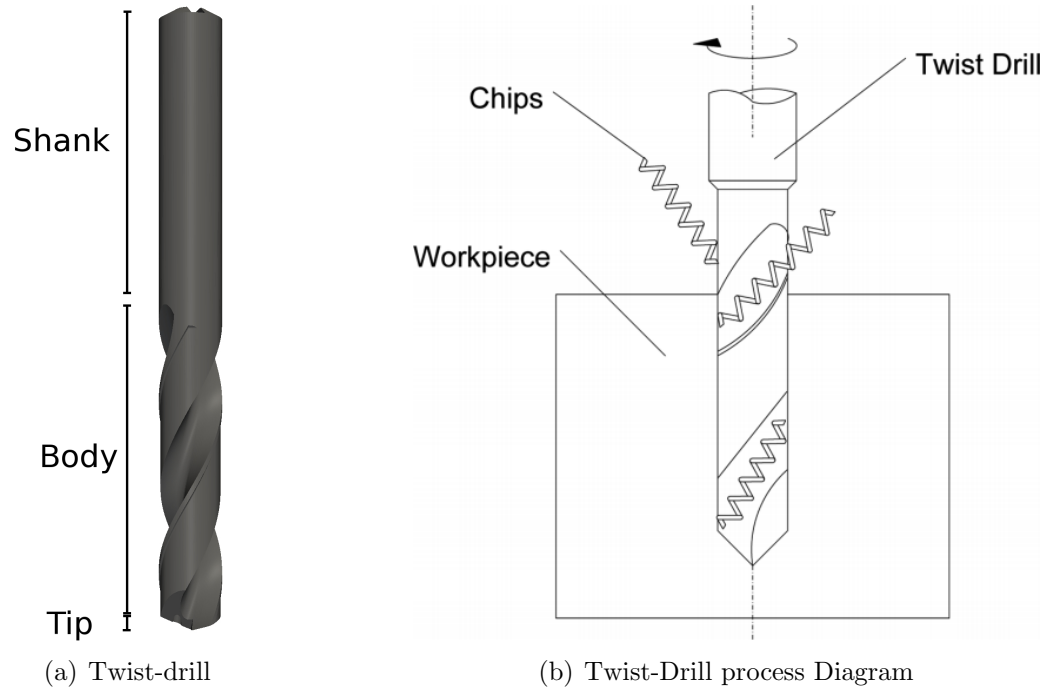 Shank
Body
Tip
(a) Twist-drill
Twist Drill
Chips
Workpiece
(b) Twist-Drill process Diagram